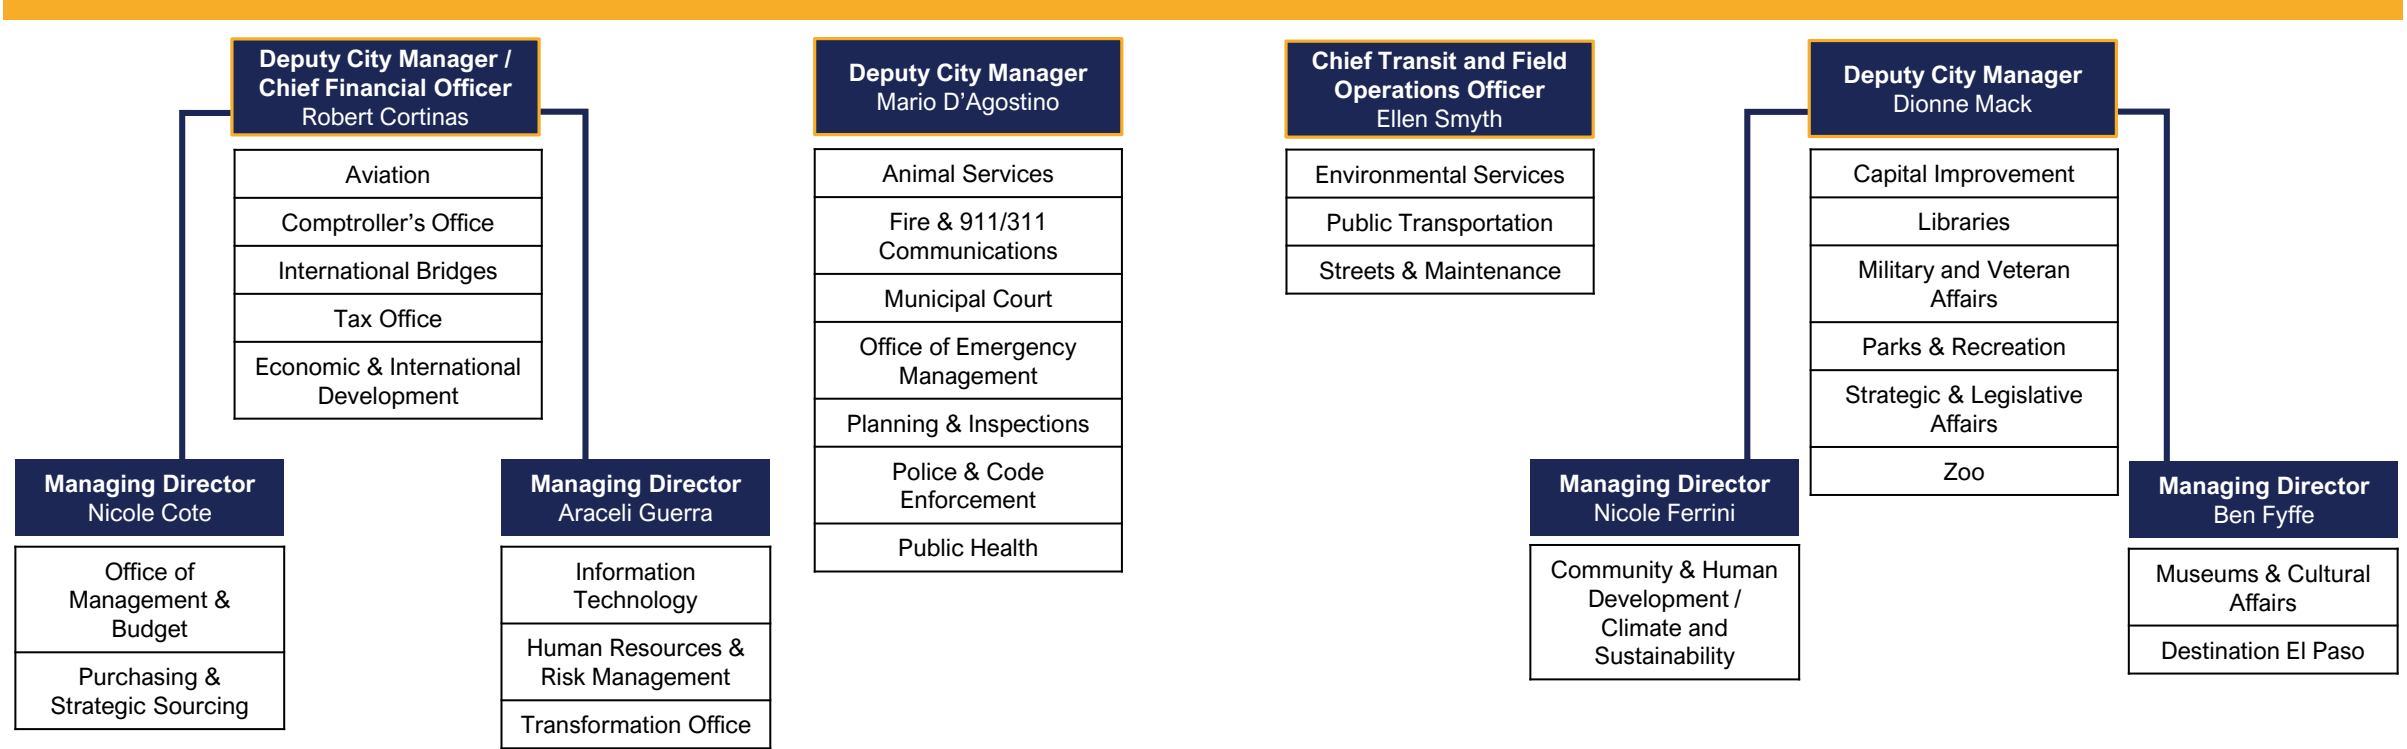 Deputy City Manager /
Chief Financial Officer
Robert Cortinas
Aviation
Comptroller’s Office
International Bridges
Tax Office
Economic & International
Development
Managing Director
Nicole Cote
Office of
Management &
Budget
Purchasing &
Strategic Sourcing
Managing Director
Araceli Guerra
Information
Technology
Human Resources &
Risk Management
Transformation Office
Deputy City Manager
Mario D’Agostino
Animal Services
Fire & 911/311
Communications
Municipal Court
Office of Emergency
Management
Planning & Inspections
Police & Code
Enforcement
Public Health
Chief Transit and Field
Operations Officer
Ellen Smyth
Environmental Services
Public Transportation
Streets & Maintenance
Deputy City Manager
Dionne Mack
Capital Improvement
Libraries
Military and Veteran
Affairs
Parks & Recreation
Strategic & Legislative
Affairs
Zoo
Managing Director
Nicole Ferrini
Community & Human
Development /
Climate and
Sustainability
Managing Director
Ben Fyffe
Museums & Cultural
Affairs
Destination El Paso